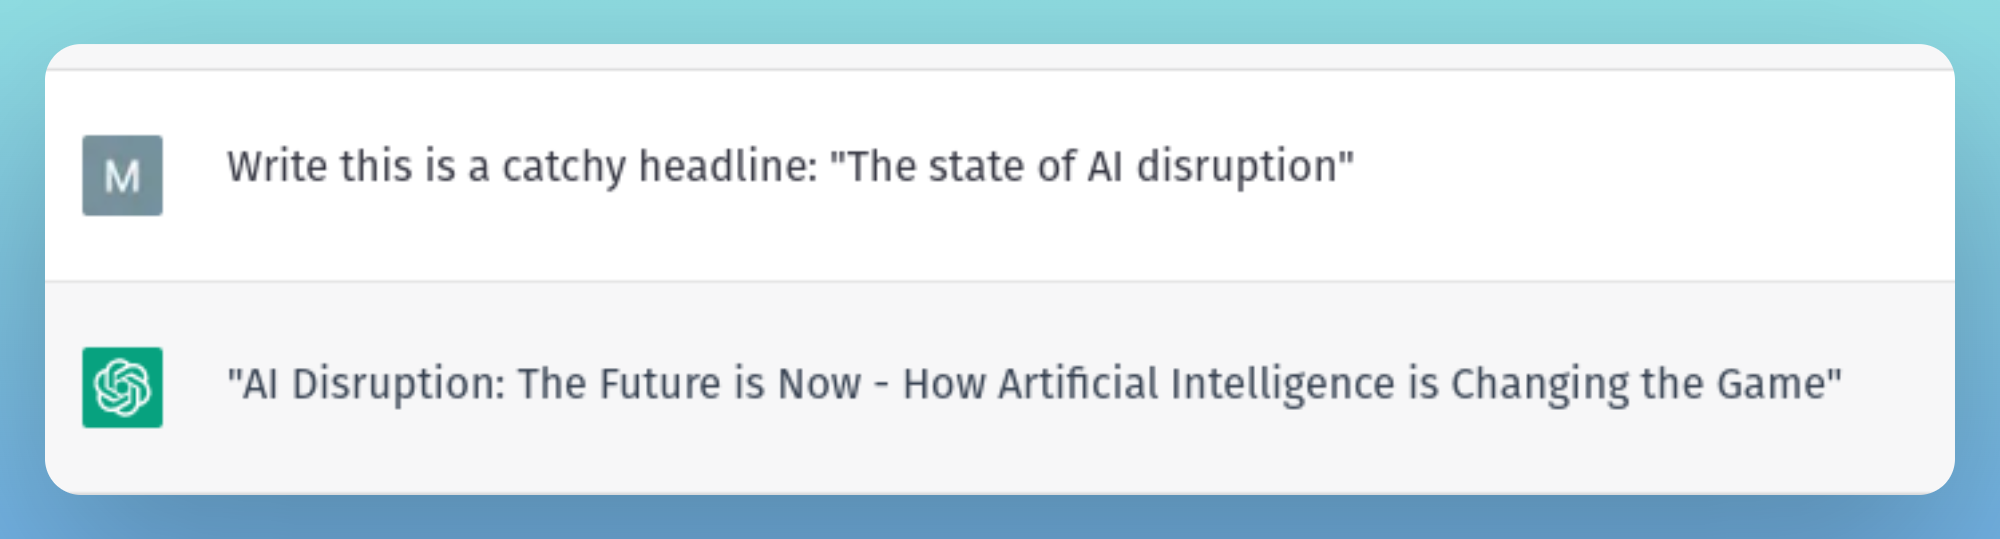 M
Write this is a catchy headline: "The state of AI disruption"
"AI Disruption: The Future is Now - How Artificial Intelligence is Changing the Game"